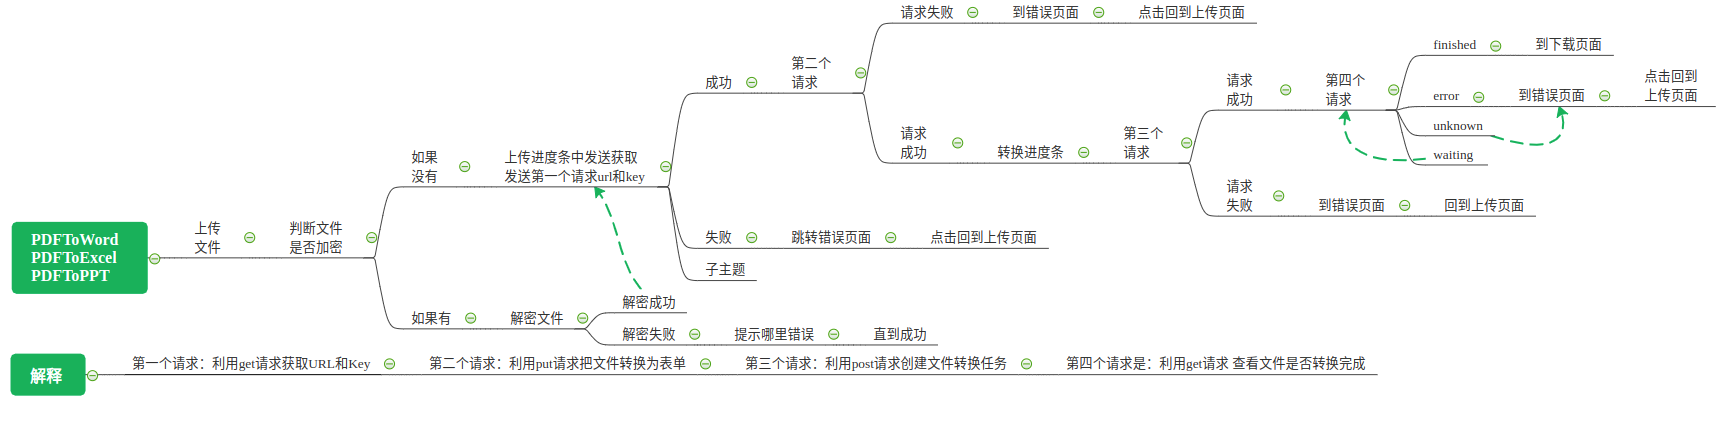 PDFToWord
PDFToExcel
PDFToPPT
上传
文件
判断文件
是否加密
如果
没有
上传进度条中发送获取
发送第一个请求url和key
成功
第二个
请求
请求失败
到错误页面
点击回到上传页面
请求
成功
转换进度条
第三个
请求
请求
成功
第四个
请求
finished
到下载页面
error
到错误页面
点击回到
上传页面
unknown
waiting
请求
失败
到错误页面
回到上传页面
失败
跳转错误页面
点击回到上传页面
子主题
如果有
解密文件
解密成功
解密失败
提示哪里错误
直到成功
解释
第一个请求：利用get请求获取URL和Key
第二个请求：利用put请求把文件转换为表单
第三个请求：利用post请求创建文件转换任务
第四个请求是：利用get请求 查看文件是否转换完成